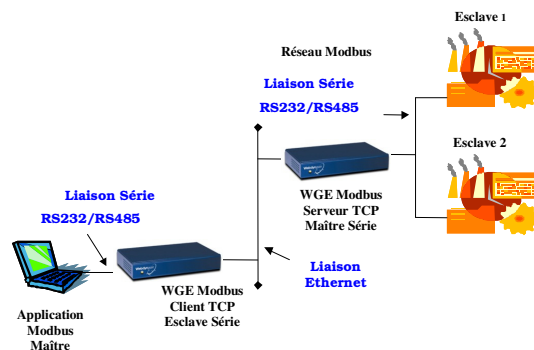 Esclave 1
Réseau Modbus
Liaison Série
RS232/RS485
Esclave 2
WGE Modbus
Serveur TCP
Maître Série
Liaison Série
RS232/RS485
Liaison
Ethernet
WGE Modbus
Client TCP
Esclave Série
Application
Modbus
Maître